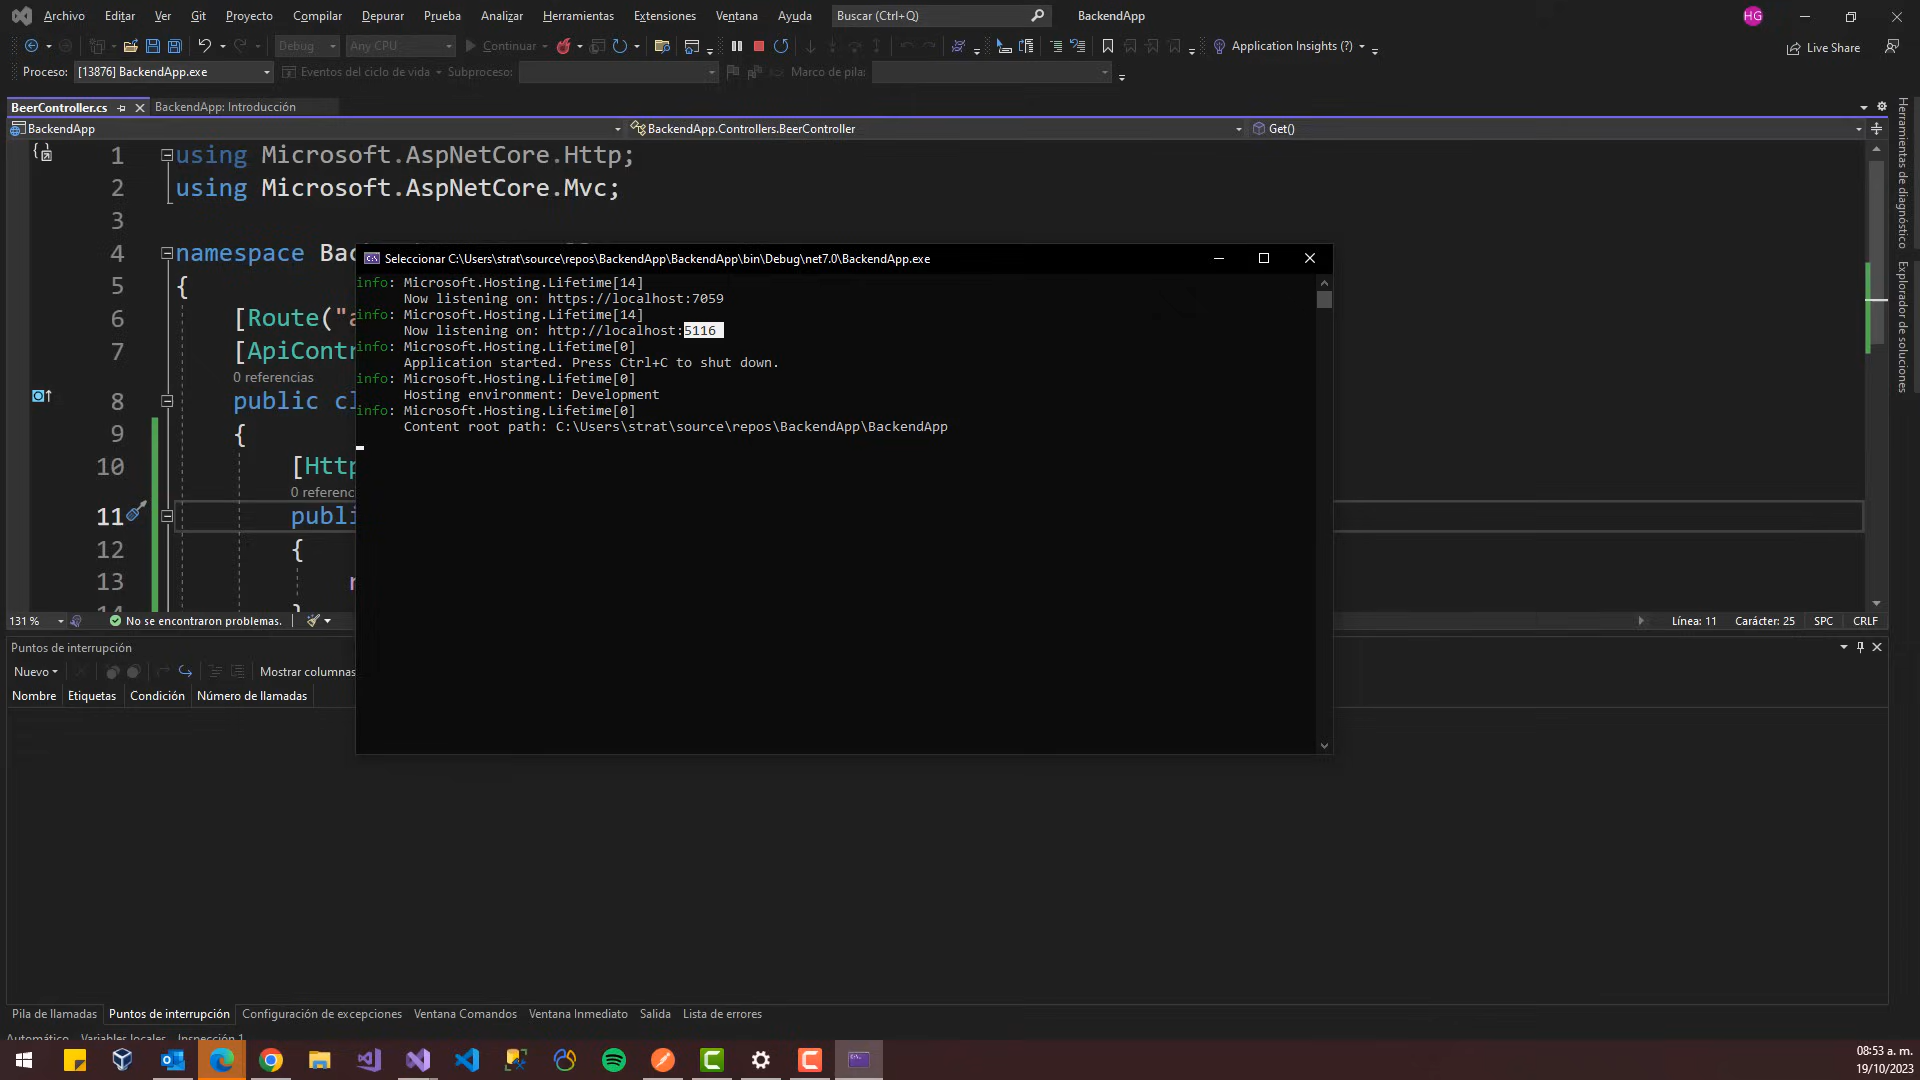 Archivo Editar Ver Git Proyecto Compilar Depurar Prueba Analizar Herramientas Extensiones Ventana Ayuda Buscar (Ctrl+Q) BackendApp HG
Debug Any CPU Continuar Application Insights (?) Live Share
Proceso: [13876] BackendApp.exe Eventos del ciclo de vida Subproceso: Marco de pila:
BeerController.cs BackendApp: Introducción
BackendApp BackendApp.Controllers.BeerController Get()
1 using Microsoft.AspNetCore.Http;
2 using Microsoft.AspNetCore.Mvc;
3
4 namespace Bac
5 {
6 [Route("a
7 [ApiContr
0 referencias
8 public cl
9 {
10 [Http
0 referenc
11 publi
12 {
13 r
14 }
Seleccionar C:\Users\strat\source\repos\BackendApp\BackendApp\bin\Debug\net7.0\BackendApp.exe
info: Microsoft.Hosting.Lifetime[14]
Now listening on: https://localhost:7059
info: Microsoft.Hosting.Lifetime[14]
Now listening on: http://localhost:5116
info: Microsoft.Hosting.Lifetime[0]
Application started. Press Ctrl+C to shut down.
info: Microsoft.Hosting.Lifetime[0]
Hosting environment: Development
info: Microsoft.Hosting.Lifetime[0]
Content root path: C:\Users\strat\source\repos\BackendApp\BackendApp
Herramientas de diagnóstico
Explorador de soluciones
131 % No se encontraron problemas. Línea: 11 Carácter: 25 SPC CRLF
Puntos de interrupción
Nuevo Mostrar columnas
Nombre Etiquetas Condición Número de llamadas
Pila de llamadas Puntos de interrupción Configuración de excepciones Ventana Comandos Ventana Inmediato Salida Lista de errores
Automático Variables locales Inspección 1
08:53 a. m.
19/10/2023